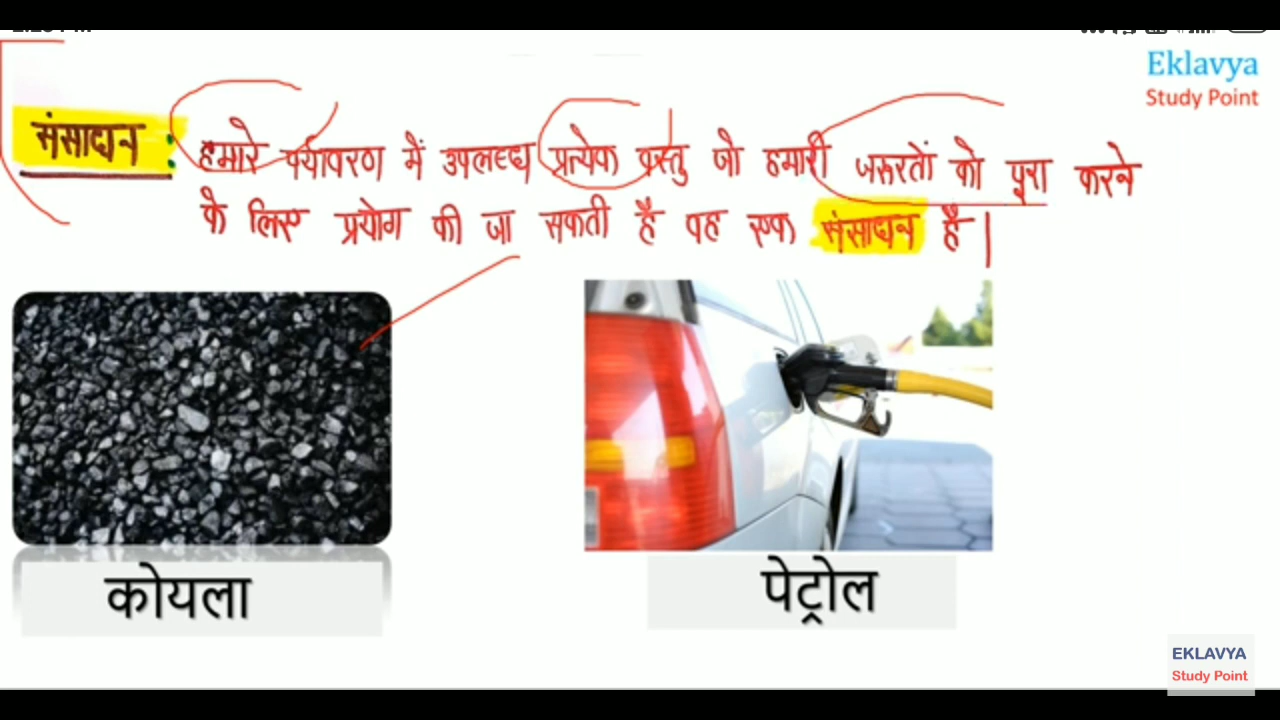 Eklavya
Study Point
संसाधन : हमारे पर्यावरण में उपलब्ध प्रत्येक वस्तु जो हमारी जरूरतों को पूरा करने
के लिए प्रयोग की जा सकती है वह एक संसाधन है |
कोयला
पेट्रोल
EKLAVYA
Study Point